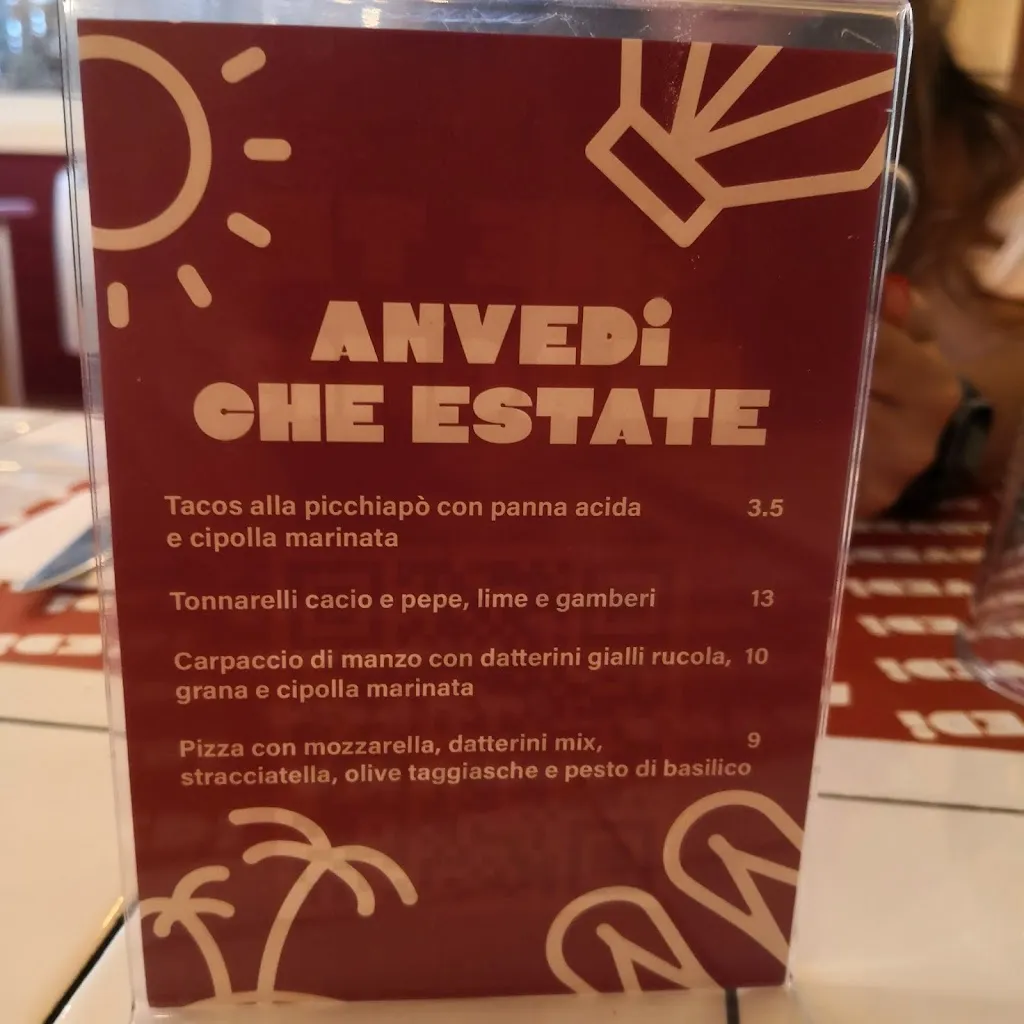 ANVEDi
CHE ESTATE
Tacos alla picchiapò con panna acida 3.5
e cipolla marinata
Tonnarelli cacio e pepe, lime e gamberi 13
Carpaccio di manzo con datterini gialli rucola, 10
grana e cipolla marinata
Pizza con mozzarella, datterini mix, 9
stracciatella, olive taggiasche e pesto di basilico